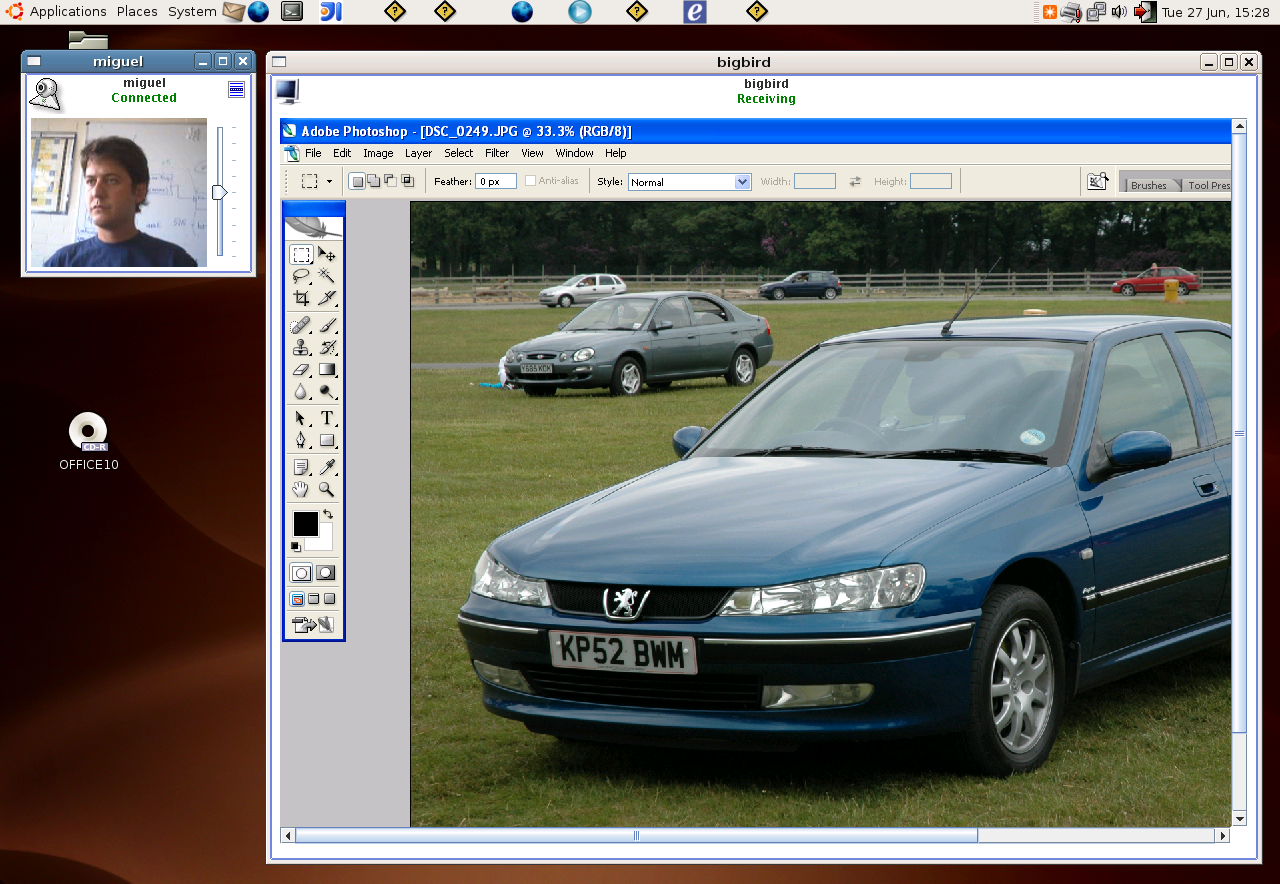 Applications Places System Tue 27 Jun, 15:28
miguel
miguel
Connected
bigbird
bigbird
Receiving
Adobe Photoshop - [DSC_0249.JPG @ 33.3% (RGB/8)]
File Edit Image Layer Select Filter View Window Help
Feather: 0 px Anti-alias Style: Normal Width: Height: Brushes Tool Pres
T
CD-R
OFFICE10
KP52 BWM